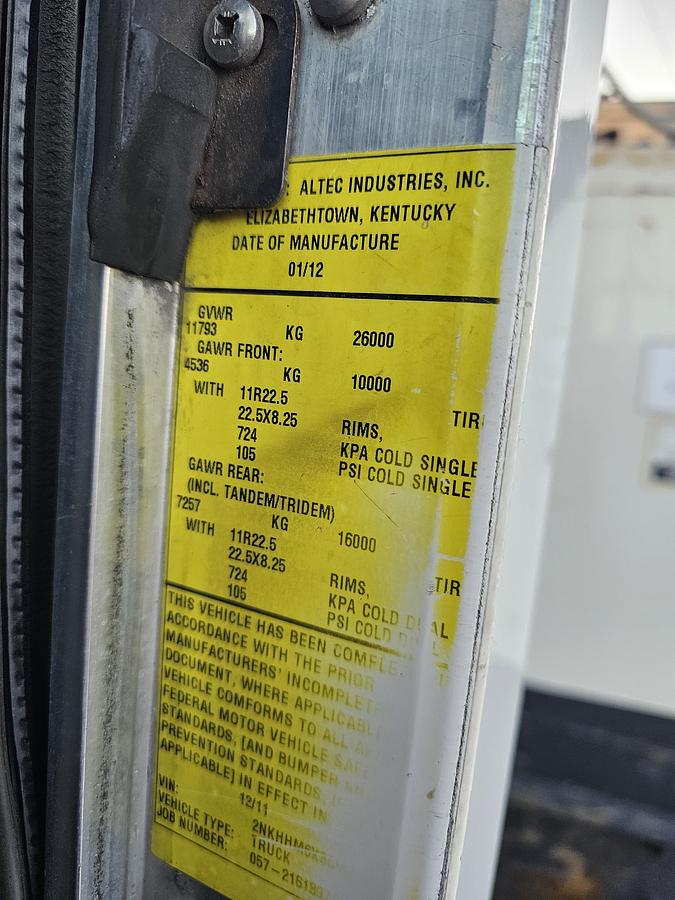 : ALTEC INDUSTRIES, INC.
ELIZABETHTOWN, KENTUCKY
DATE OF MANUFACTURE
01/12
GVWR
11793 KG 26000
GAWR FRONT:
4536 KG 10000
WITH 11R22.5 TIR
22.5X8.25 RIMS,
724 KPA COLD SINGLE
105 PSI COLD SINGLE
GAWR REAR:
(INCL. TANDEM/TRIDEM)
7257 KG 16000
WITH 11R22.5 TIR
22.5X8.25 RIMS,
724 KPA COLD DUAL
105 PSI COLD
THIS VEHICLE HAS BEEN COMPLE
ACCORDANCE WITH THE PRIOR
MANUFACTURERS' INCOMPLET
DOCUMENT, WHERE APPLICABL
VEHICLE COMFORMS TO ALL
FEDERAL MOTOR VEHICLE SAF
STANDARDS, [AND BUMPER
PREVENTION STANDARDS,
APPLICABLE] IN EFFECT IN
12/11
VIN: 2NKHHM
VEHICLE TYPE: TRUCK
JOB NUMBER: 057-216189